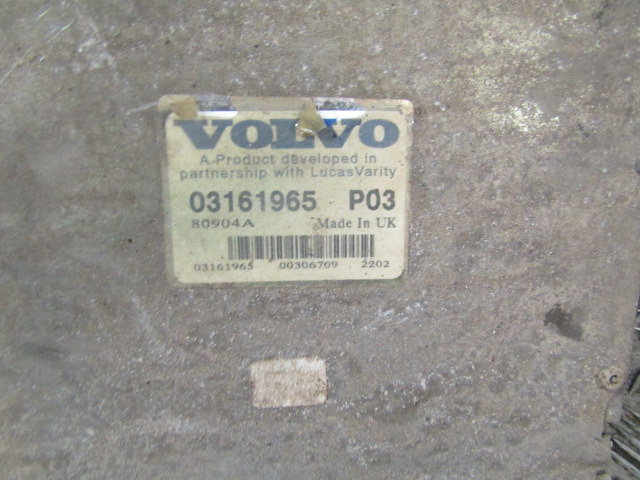 VOLVO
A Product developed in
partnership with LucasVarity
03161965 P03
80904A Made In UK
03161965 00306709 2202